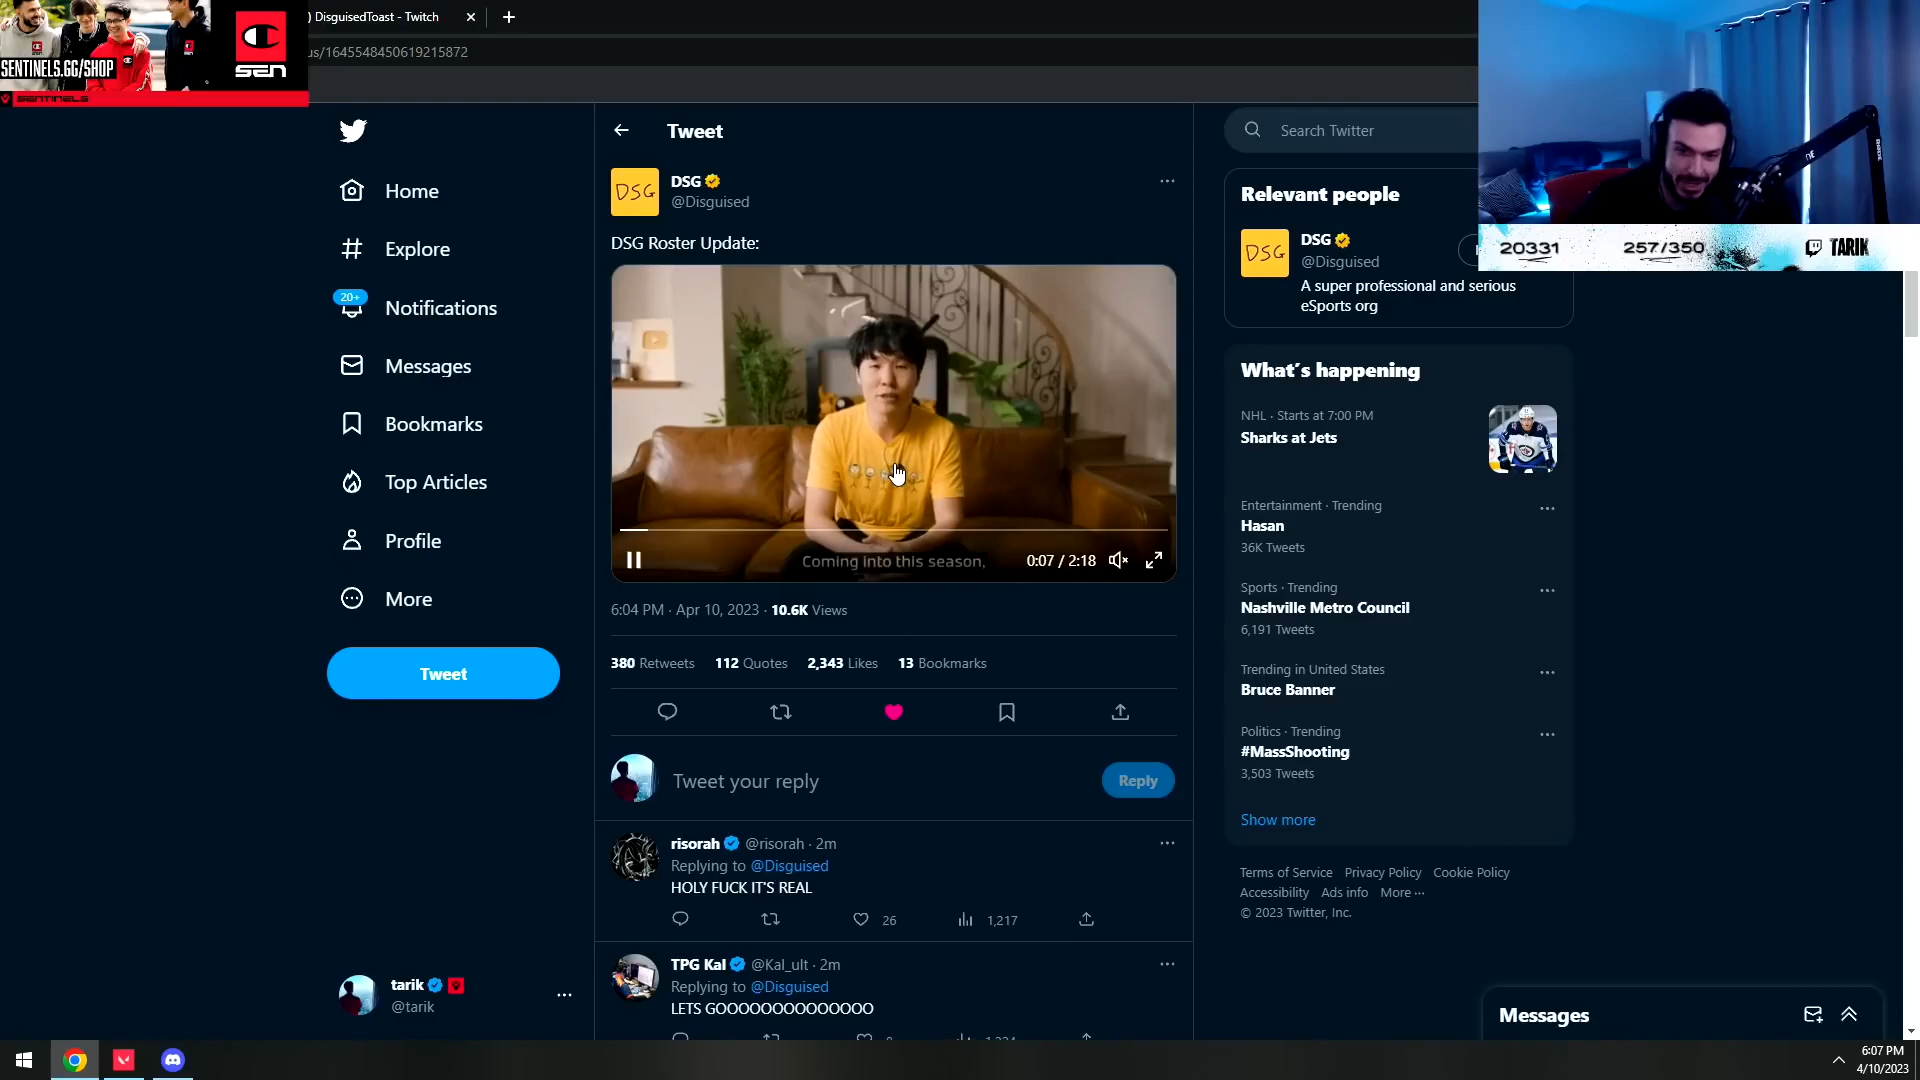 ) DisguisedToast - Twitch
us/1645548450619215872
SENTINELS.GG/SHOP
SEN
SENTINELS
Tweet
Search Twitter
Home
Explore
20+
Notifications
Messages
Bookmarks
Top Articles
Profile
More
Tweet
tarik
@tarik
DSG
DSG
@Disguised
DSG Roster Update:
Coming into this season,
0:07 / 2:18
6:04 PM · Apr 10, 2023 · 10.6K Views
380 Retweets 112 Quotes 2,343 Likes 13 Bookmarks
Tweet your reply
Reply
risorah @risorah · 2m
Replying to @Disguised
HOLY FUCK IT'S REAL
26 1,217
TPG Kal @Kal_ult · 2m
Replying to @Disguised
LETS GOOOOOOOOOOOOOO
Relevant people
DSG
DSG
@Disguised
A super professional and serious
eSports org
20331 257/350 TARIK
What's happening
NHL · Starts at 7:00 PM
Sharks at Jets
Entertainment · Trending
Hasan
36K Tweets
Sports · Trending
Nashville Metro Council
6,191 Tweets
Trending in United States
Bruce Banner
Politics · Trending
#MassShooting
3,503 Tweets
Show more
Terms of Service Privacy Policy Cookie Policy
Accessibility Ads info More ···
© 2023 Twitter, Inc.
Messages
6:07 PM
4/10/2023